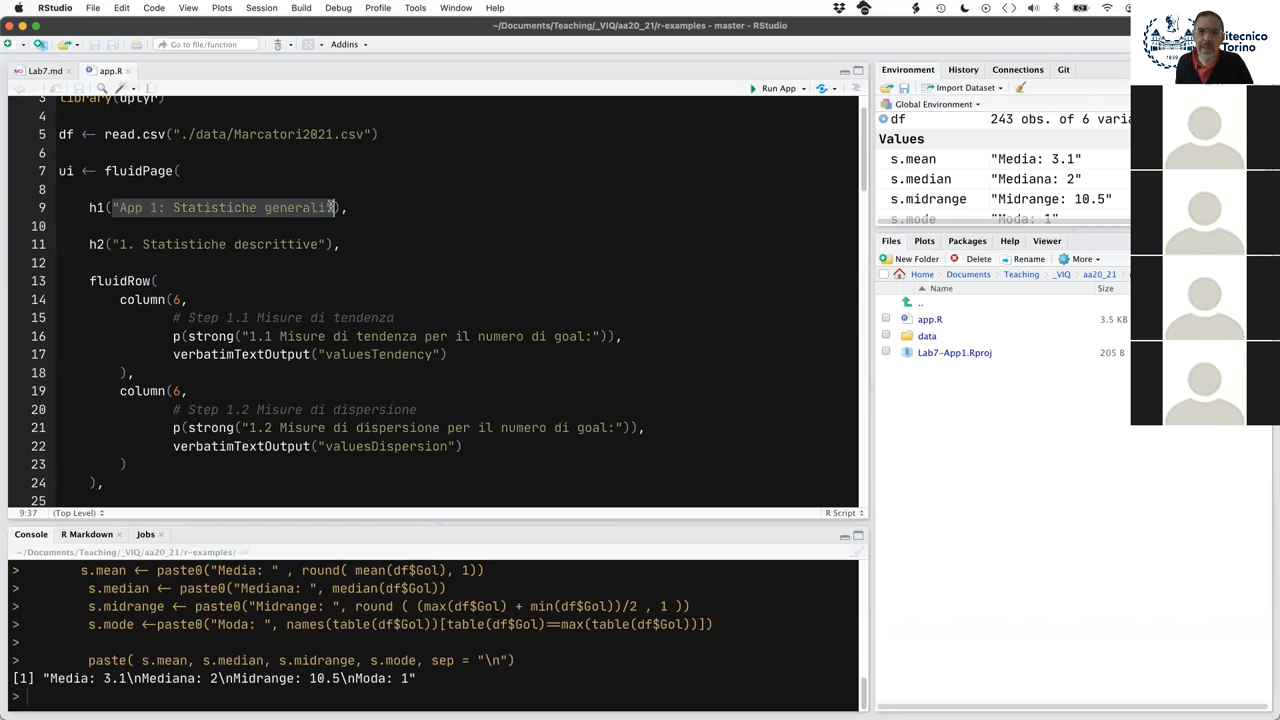 RStudio File Edit Code View Plots Session Build Debug Profile Tools Window Help
~/Documents/Teaching/_VIQ/aa20_21/r-examples - master - RStudio
Go to file/function Addins
Lab7.md app.R
Run App
3 library(dplyr)
4
5 df ← read.csv("./data/Marcatori2021.csv")
6
7 ui ← fluidPage(
8
9 h1("App 1: Statistiche generali"),
10
11 h2("1. Statistiche descrittive"),
12
13 fluidRow(
14 column(6,
15 # Step 1.1 Misure di tendenza
16 p(strong("1.1 Misure di tendenza per il numero di goal:")),
17 verbatimTextOutput("valuesTendency")
18 ),
19 column(6,
20 # Step 1.2 Misure di dispersione
21 p(strong("1.2 Misure di dispersione per il numero di goal:")),
22 verbatimTextOutput("valuesDispersion")
23 )
24 ),
25
9:37 (Top Level) R Script
Console R Markdown Jobs
~/Documents/Teaching/_VIQ/aa20_21/r-examples/
> s.mean ← paste0("Media: " , round( mean(df$Gol), 1))
> s.median ← paste0("Mediana: ", median(df$Gol))
> s.midrange ← paste0("Midrange: ", round ( (max(df$Gol) + min(df$Gol))/2 , 1 ))
> s.mode ←paste0("Moda: ", names(table(df$Gol))[table(df$Gol)==max(table(df$Gol))])
>
> paste( s.mean, s.median, s.midrange, s.mode, sep = "\n")
[1] "Media: 3.1\nMediana: 2\nMidrange: 10.5\nModa: 1"
>
Environment History Connections Git
Import Dataset
Global Environment
df 243 obs. of 6 varia
Values
s.mean "Media: 3.1"
s.median "Mediana: 2"
s.midrange "Midrange: 10.5"
s.mode "Moda: 1"
Files Plots Packages Help Viewer
New Folder Delete Rename More
Home Documents Teaching _VIQ aa20_21
Name Size
..
app.R 3.5 KB
data
Lab7-App1.Rproj 205 B
1859